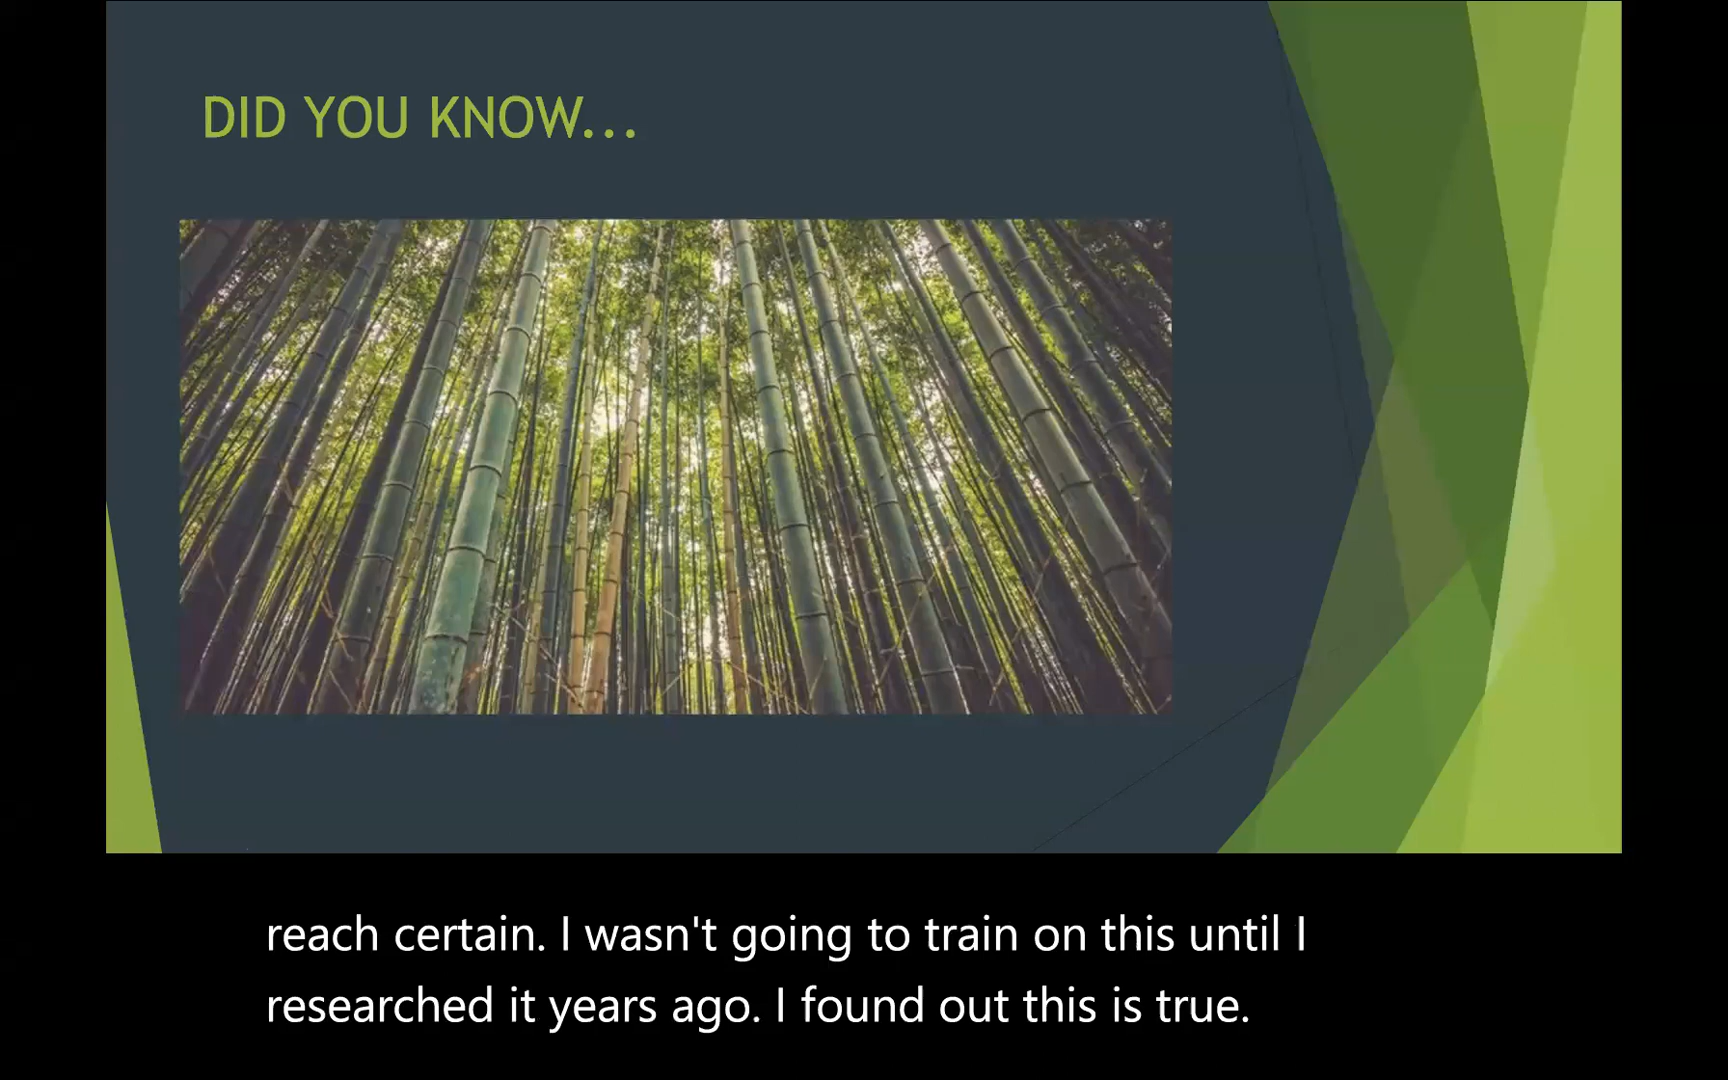 DID YOU KNOW...
reach certain. I wasn't going to train on this until I
researched it years ago. I found out this is true.